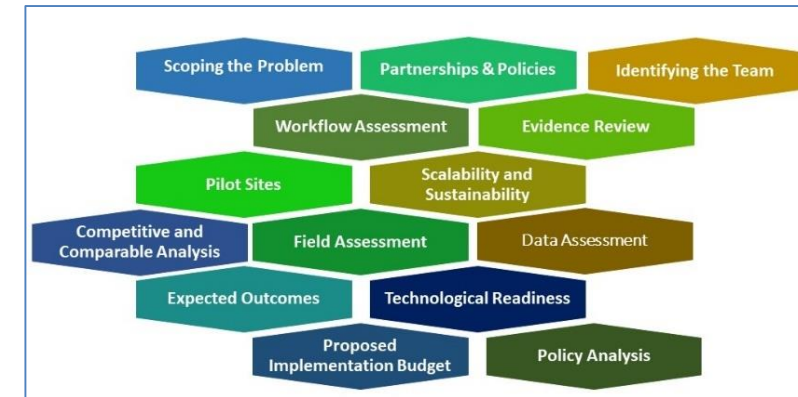 Scoping the Problem
Partnerships & Policies
Identifying the Team
Workflow Assessment
Evidence Review
Pilot Sites
Scalability and
Sustainability
Competitive and
Comparable Analysis
Field Assessment
Data Assessment
Expected Outcomes
Technological Readiness
Proposed
Implementation Budget
Policy Analysis